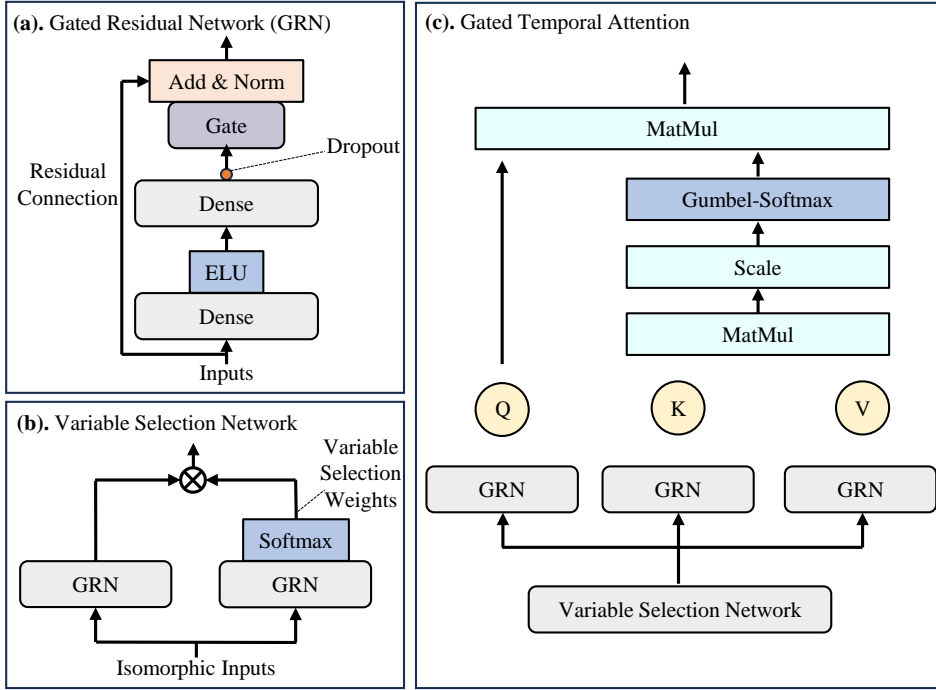 (a). Gated Residual Network (GRN)
Add & Norm
Gate
Dropout
Residual
Connection
Dense
ELU
Dense
Inputs
(b). Variable Selection Network
Variable
Selection
Weights
Softmax
GRN
GRN
Isomorphic Inputs
(c). Gated Temporal Attention
MatMul
Gumbel-Softmax
Scale
MatMul
Q
K
V
GRN
GRN
GRN
Variable Selection Network